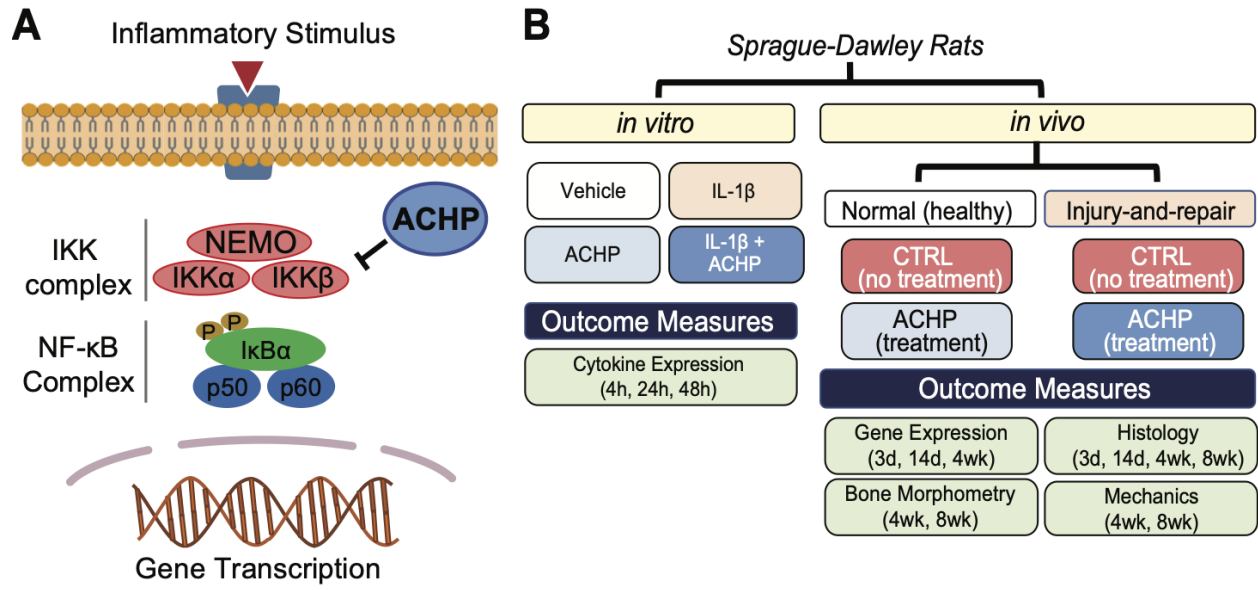 A
Inflammatory Stimulus
ACHP
IKK
complex
NEMO
IKKα
IKKβ
NF-κB
Complex
P
P
IκBα
p50
p60
Gene Transcription
B
Sprague-Dawley Rats
in vitro
in vivo
Vehicle
IL-1β
ACHP
IL-1β +
ACHP
Outcome Measures
Cytokine Expression
(4h, 24h, 48h)
Normal (healthy)
Injury-and-repair
CTRL
(no treatment)
CTRL
(no treatment)
ACHP
(treatment)
ACHP
(treatment)
Outcome Measures
Gene Expression
(3d, 14d, 4wk)
Histology
(3d, 14d, 4wk, 8wk)
Bone Morphometry
(4wk, 8wk)
Mechanics
(4wk, 8wk)